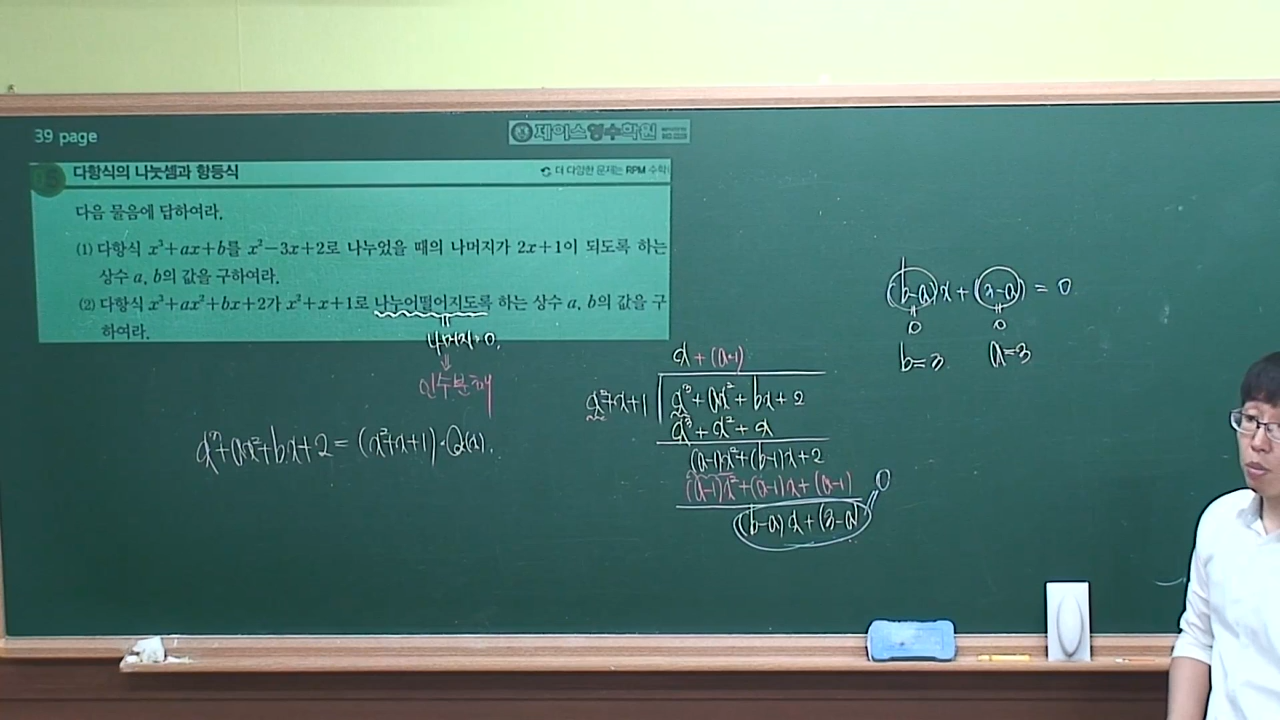 39 page
제이스영수학원
다항식의 나눗셈과 항등식
더 다양한 문제는 RPM 수학(
다음 물음에 답하여라.
(1) 다항식 x³+ax+b를 x²−3x+2로 나누었을 때의 나머지가 2x+1이 되도록 하는
상수 a, b의 값을 구하여라.
(2) 다항식 x³+ax²+bx+2가 x²+x+1로 나누어떨어지도록 하는 상수 a, b의 값을 구
하여라.
나머지=0.
⇓
인수분해
x³+ax²+bx+2=(x²+x+1)·Q(x).
x+(a-1)
x²+x+1 x³+ax²+bx+2
x³+x²+x
(a-1)x²+(b-1)x+2
(a-1)x²+(a-1)x+(a-1)
(b-a)x+(3-a) = 0
(b-a)x+(3-a)=0
0 0
b=3 a=3